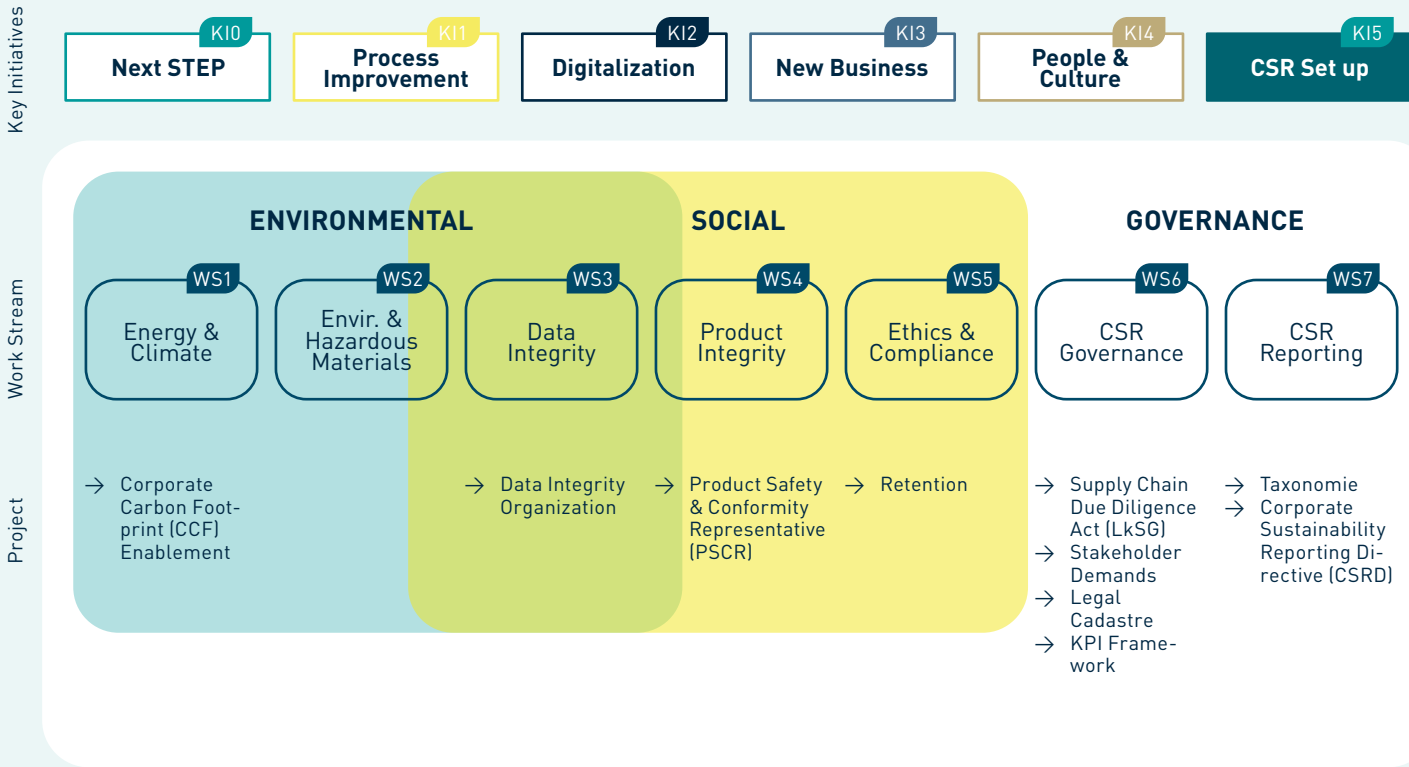 Key Initiatives
KI0
Next STEP
KI1
Process
Improvement
KI2
Digitalization
KI3
New Business
KI4
People &
Culture
KI5
CSR Set up
ENVIRONMENTAL
SOCIAL
GOVERNANCE
Work Stream
WS1
Energy &
Climate
WS2
Envir. &
Hazardous
Materials
WS3
Data
Integrity
WS4
Product
Integrity
WS5
Ethics &
Compliance
WS6
CSR
Governance
WS7
CSR
Reporting
Project
→ Corporate
Carbon Foot-
print (CCF)
Enablement
→ Data Integrity
Organization
→ Product Safety
& Conformity
Representative
(PSCR)
→ Retention
→ Supply Chain
Due Diligence
Act (LkSG)
→ Stakeholder
Demands
→ Legal
Cadastre
→ KPI Frame-
work
→ Taxonomie
→ Corporate
Sustainability
Reporting Di-
rective (CSRD)